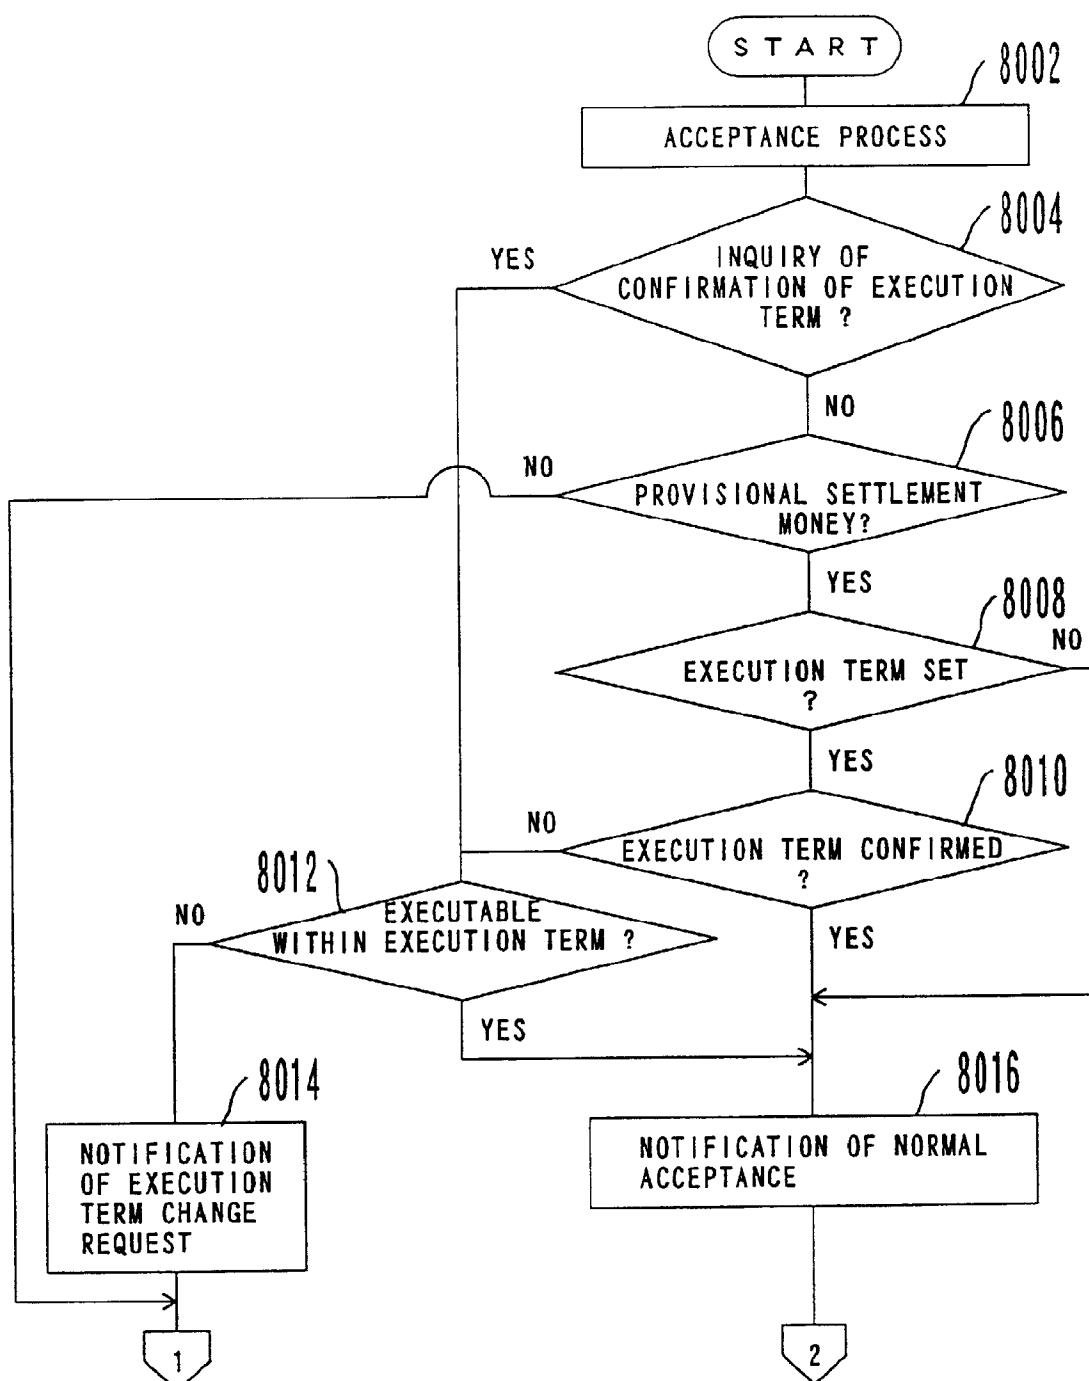 START
8002
ACCEPTANCE PROCESS
8004
YES
INQUIRY OF
CONFIRMATION OF EXECUTION
TERM ?
NO
8006
NO
PROVISIONAL SETTLEMENT
MONEY?
YES
8008
NO
EXECUTION TERM SET
?
YES
8010
NO
EXECUTION TERM CONFIRMED
?
8012
NO
EXECUTABLE
WITHIN EXECUTION TERM ?
YES
YES
8014
8016
NOTIFICATION
OF EXECUTION
TERM CHANGE
REQUEST
NOTIFICATION OF NORMAL
ACCEPTANCE
1
2